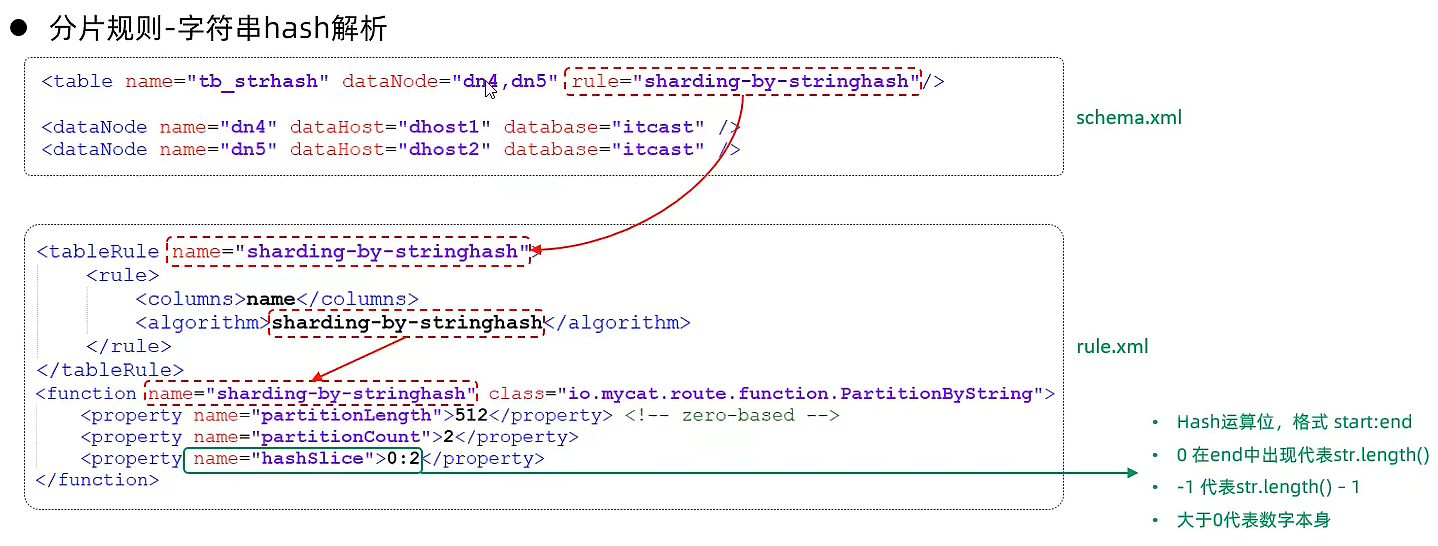 ● 分片规则-字符串hash解析
<table name="tb_strhash" dataNode="dn4,dn5" rule="sharding-by-stringhash"/>
<dataNode name="dn4" dataHost="dhost1" database="itcast" />
<dataNode name="dn5" dataHost="dhost2" database="itcast" />
schema.xml
<tableRule name="sharding-by-stringhash">
<rule>
<columns>name</columns>
<algorithm>sharding-by-stringhash</algorithm>
</rule>
</tableRule>
<function name="sharding-by-stringhash" class="io.mycat.route.function.PartitionByString">
<property name="partitionLength">512</property> <!-- zero-based -->
<property name="partitionCount">2</property>
<property name="hashSlice">0:2</property>
</function>
rule.xml
• Hash运算位，格式 start:end
• 0 在end中出现代表str.length()
• -1 代表str.length() – 1
• 大于0代表数字本身